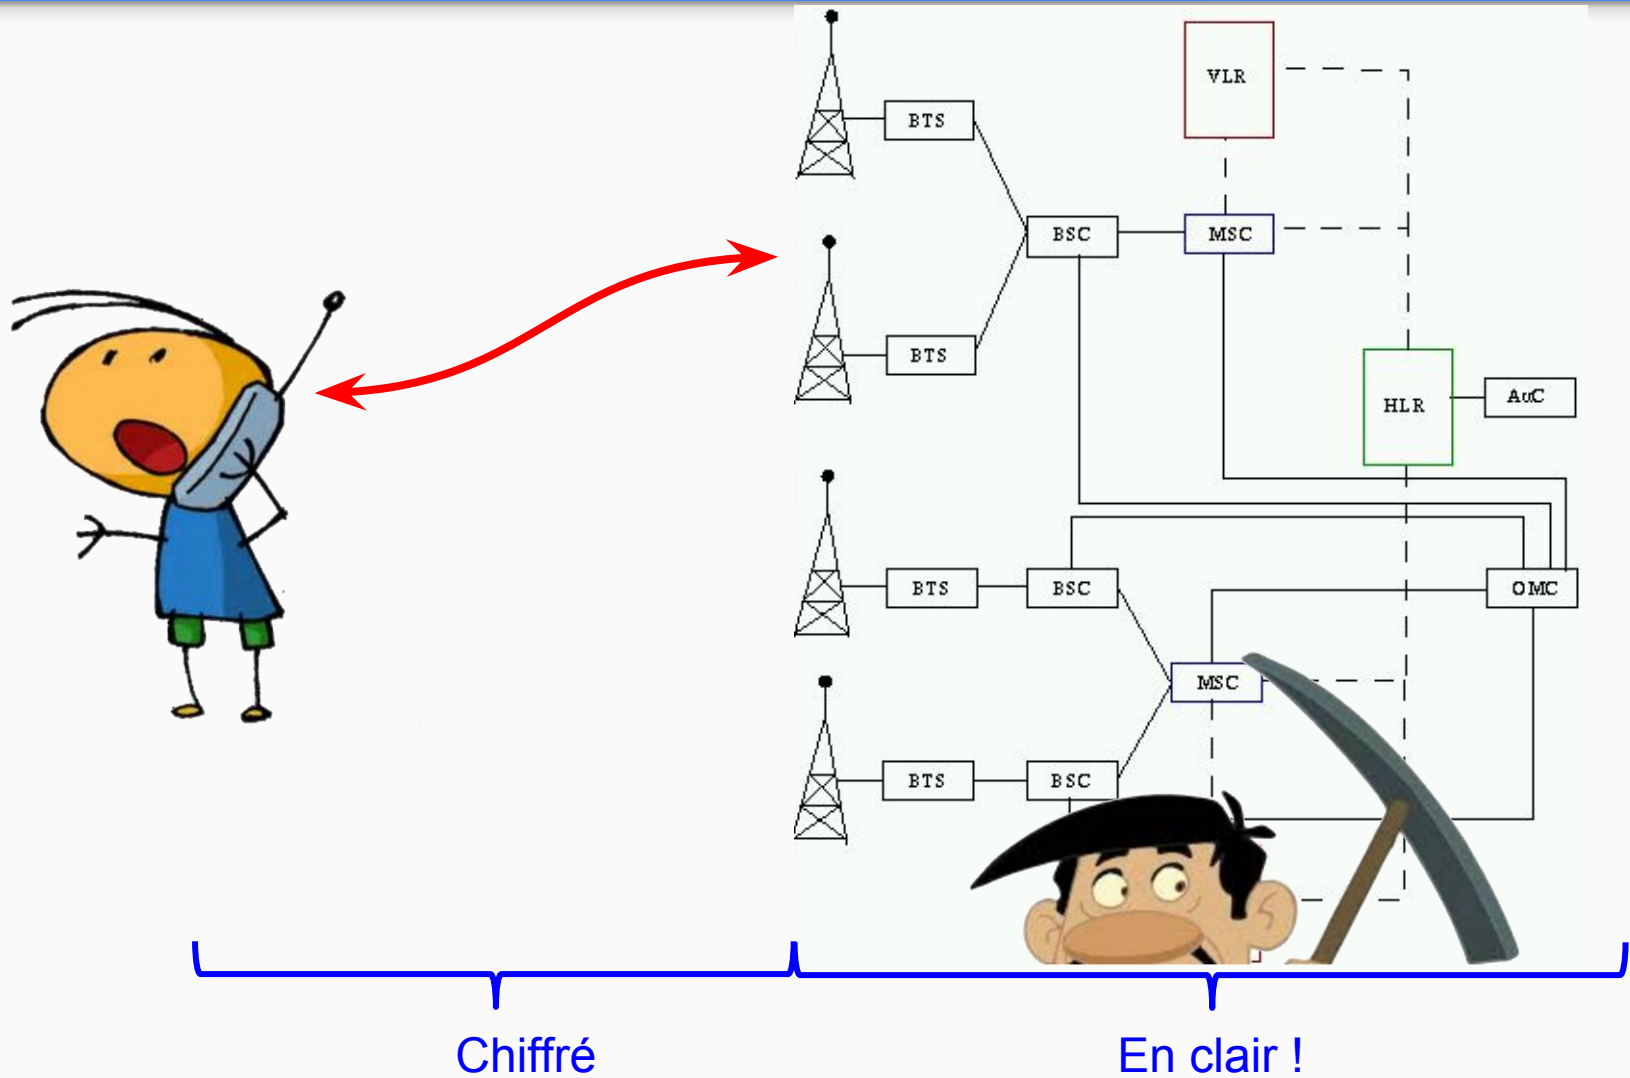 VLR
BTS
BSC
MSC
BTS
HLR
AuC
BTS
BSC
OMC
MSC
BTS
BSC
Chiffré
En clair !